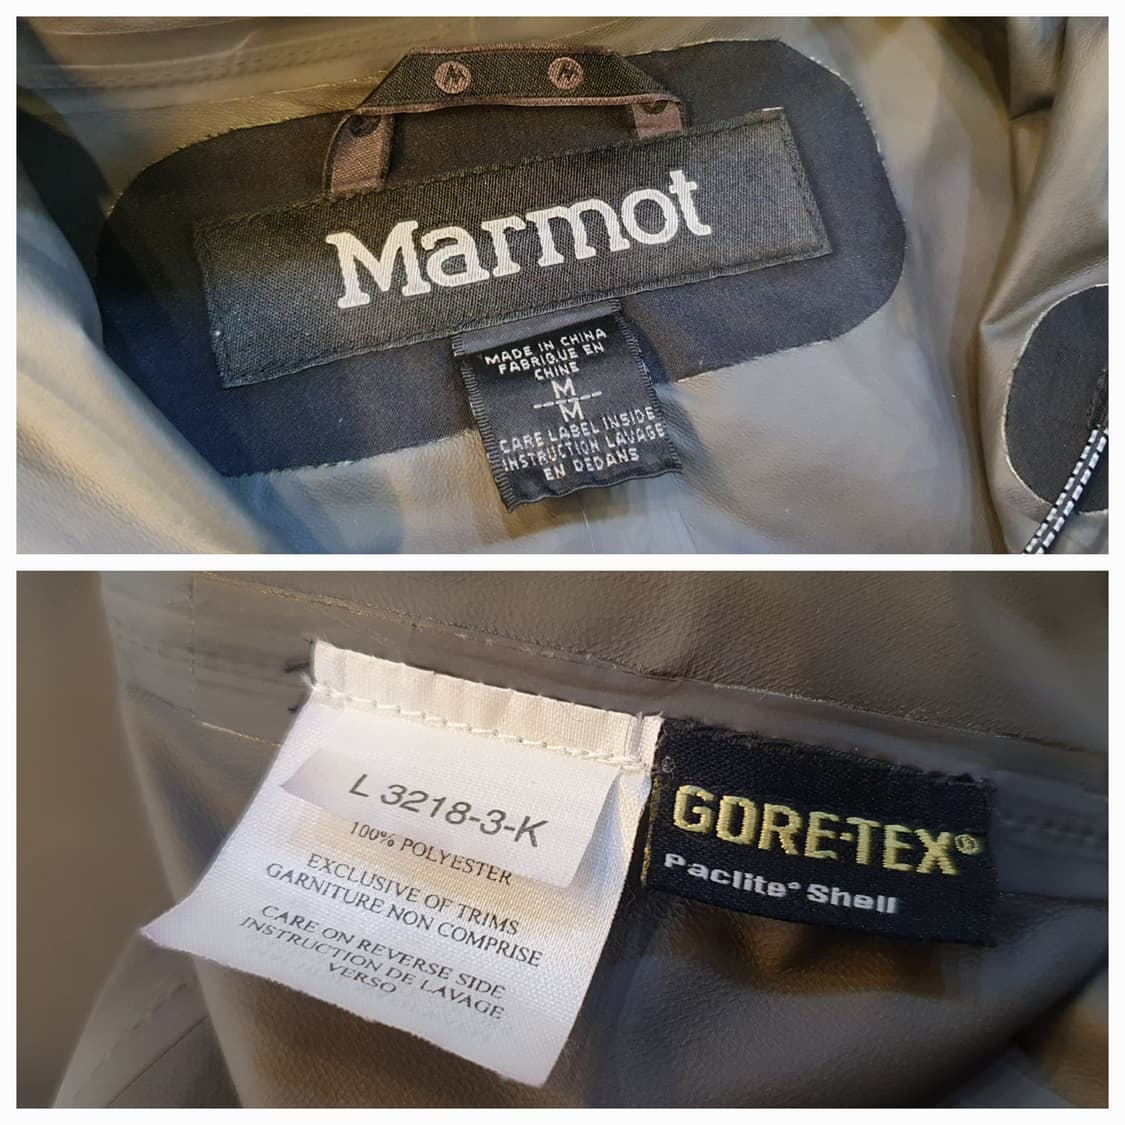 Marmot
MADE IN CHINA
FABRIQUE EN
CHINE
M
M
CARE LABEL INSIDE
INSTRUCTION LAVAGE
EN DEDANS
L 3218-3-K
100% POLYESTER
EXCLUSIVE OF TRIMS
GARNITURE NON COMPRISE
CARE ON REVERSE SIDE
INSTRUCTION DE LAVAGE
VERSO
GORE-TEX®
Paclite® Shell